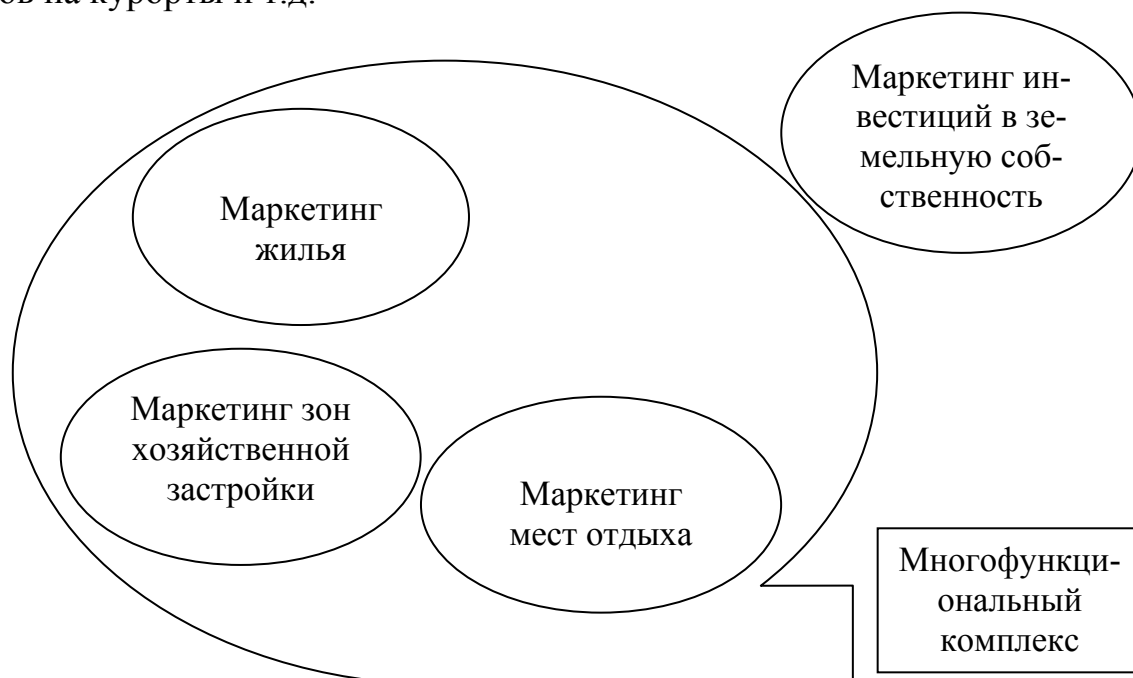 ов на курорты и т.д.
Маркетинг ин-
вестиций в зе-
мельную соб-
ственность
Маркетинг
жилья
Маркетинг зон
хозяйственной
застройки
Маркетинг
мест отдыха
Многофункци-
ональный
комплекс